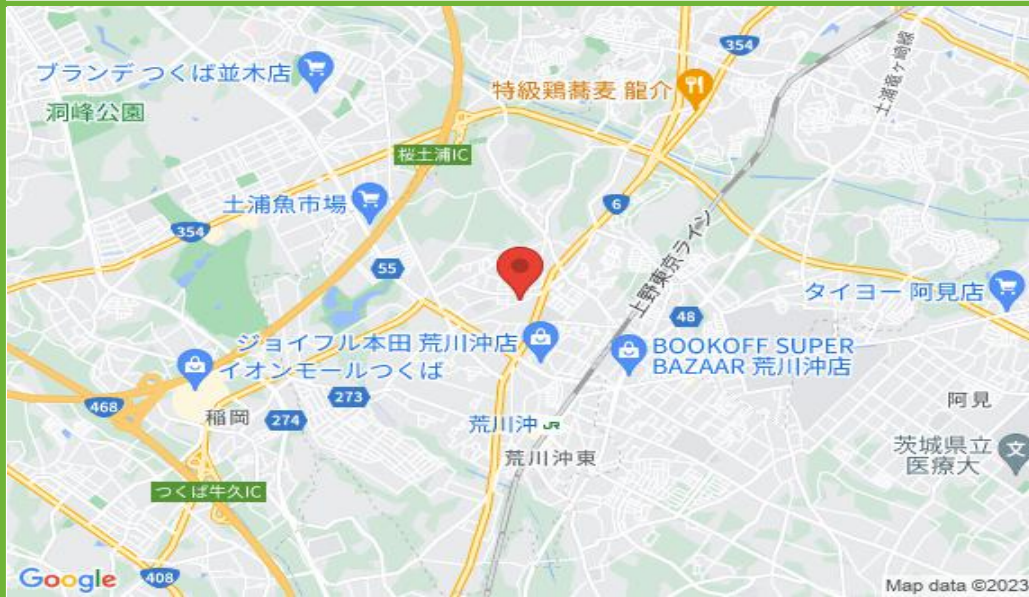 354
ブランデ つくば並木店
特級鶏蕎麦 龍介
土浦竜ヶ崎線
洞峰公園
桜土浦IC
土浦魚市場
6
354
55
上野東京ライン
タイヨー 阿見店
48
ジョイフル本田 荒川沖店
BOOKOFF SUPER
BAZAAR 荒川沖店
イオンモールつくば
273
阿見
468
稲岡
274
荒川沖 JR
茨城県立
医療大
文
荒川沖東
つくば牛久IC
Google
408
Map data ©2023